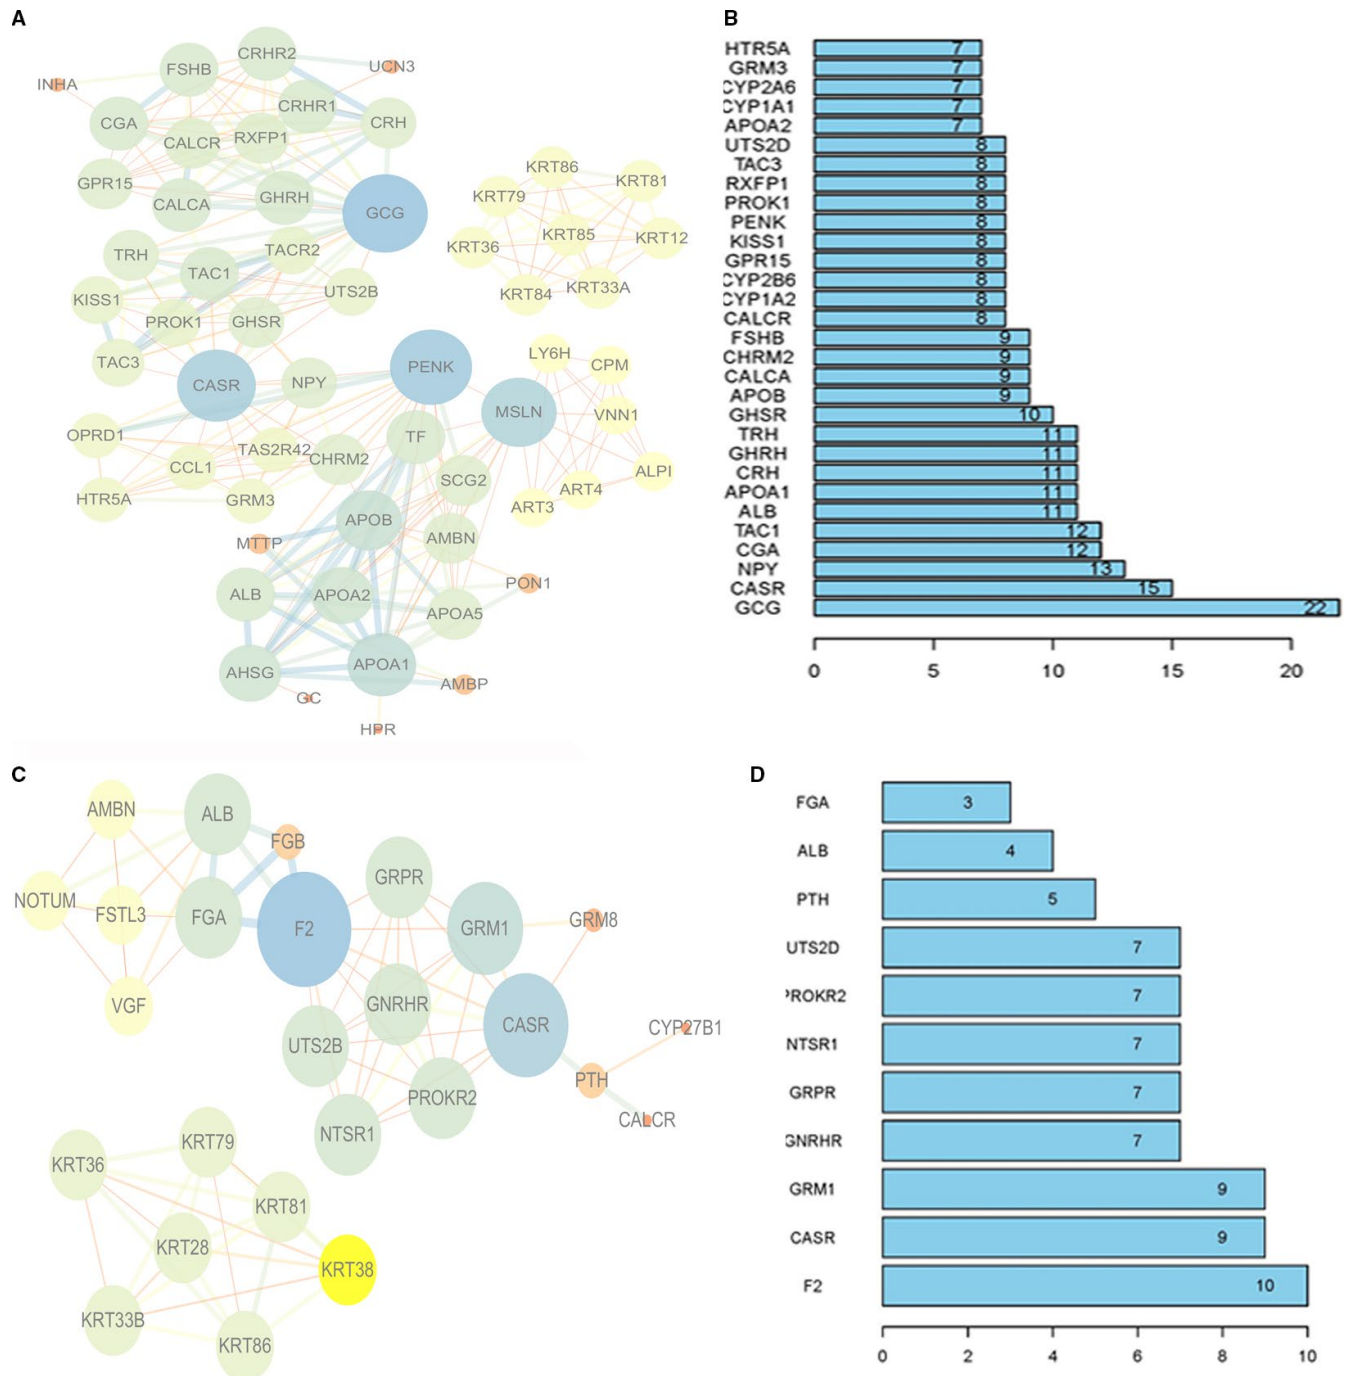 A
CRHR2
FSHB
UCN3
INHA
CRHR1
CGA
CRH
CALCR
RXFP1
GPR15
CALCA
GHRH
GCG
KRT86
KRT81
KRT79
KRT85
KRT12
KRT36
KRT84
KRT33A
TRH
TACR2
TAC1
UTS2B
KISS1
PROK1
GHSR
TAC3
CASR
NPY
PENK
LY6H
CPM
MSLN
VNN1
OPRD1
TF
TAS2R42
CHRM2
CCL1
SCG2
ALPI
HTR5A
GRM3
ART4
ART3
APOB
MTTP
AMBN
PON1
ALB
APOA2
APOA5
AHSG
APOA1
AMBP
GC
HPR
B
HTR5A 7
GRM3 7
CYP2A6 7
CYP1A1 7
APOA2 7
UTS2D 8
TAC3 8
RXFP1 8
PROK1 8
PENK 8
KISS1 8
GPR15 8
CYP2B6 8
CYP1A2 8
CALCR 8
FSHB 9
CHRM2 9
CALCA 9
APOB 9
GHSR 10
TRH 11
GHRH 11
CRH 11
APOA1 11
ALB 11
TAC1 12
CGA 12
NPY 13
CASR 15
GCG 22
0 5 10 15 20
C
AMBN
ALB
FGB
NOTUM
FSTL3
FGA
F2
GRPR
GRM1
GRM8
VGF
GNRHR
CASR
UTS2B
CYP27B1
PTH
PROKR2
CALCR
NTSR1
KRT79
KRT36
KRT81
KRT28
KRT38
KRT33B
KRT86
D
FGA 3
ALB 4
PTH 5
UTS2D 7
PROKR2 7
NTSR1 7
GRPR 7
GNRHR 7
GRM1 9
CASR 9
F2 10
0 2 4 6 8 10